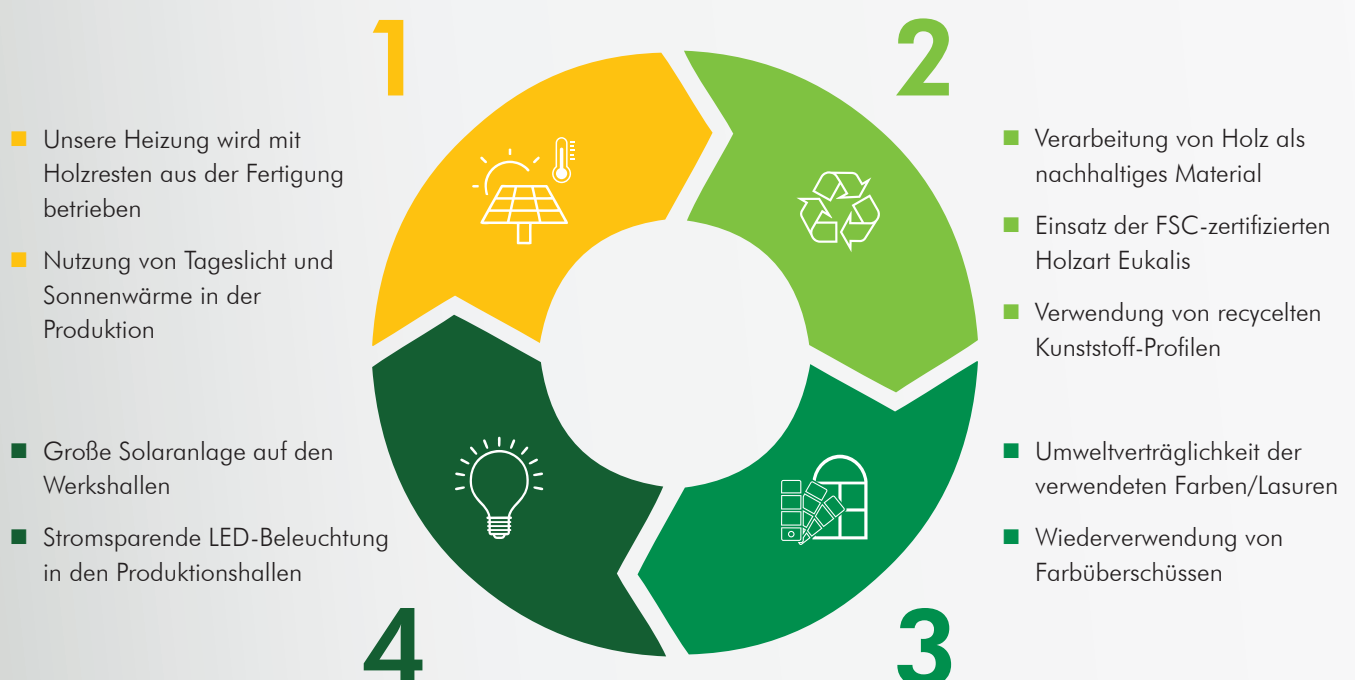 1
Unsere Heizung wird mit
Holzresten aus der Fertigung
betrieben
Nutzung von Tageslicht und
Sonnenwärme in der
Produktion
2
Verarbeitung von Holz als
nachhaltiges Material
Einsatz der FSC-zertifizierten
Holzart Eukalis
Verwendung von recycelten
Kunststoff-Profilen
3
Umweltverträglichkeit der
verwendeten Farben/Lasuren
Wiederverwendung von
Farbüberschüssen
4
Große Solaranlage auf den
Werkshallen
Stromsparende LED-Beleuchtung
in den Produktionshallen